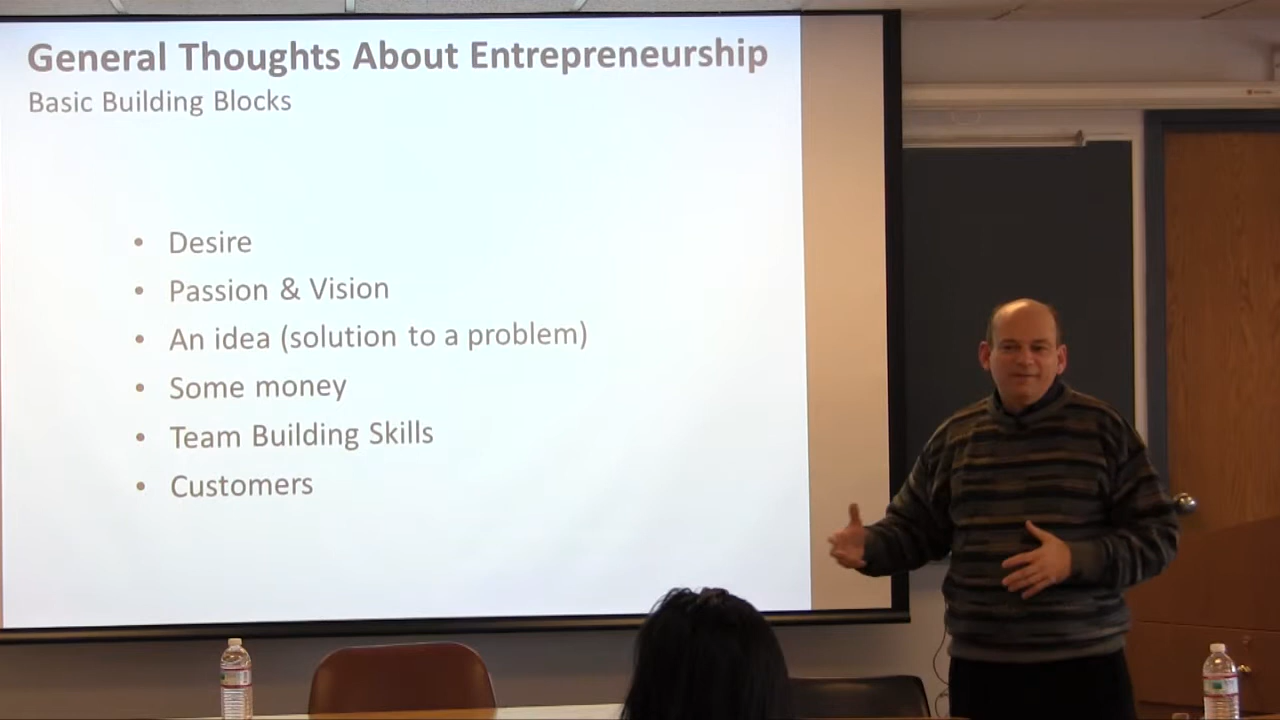 General Thoughts About Entrepreneurship
Basic Building Blocks
• Desire
• Passion & Vision
• An idea (solution to a problem)
• Some money
• Team Building Skills
• Customers